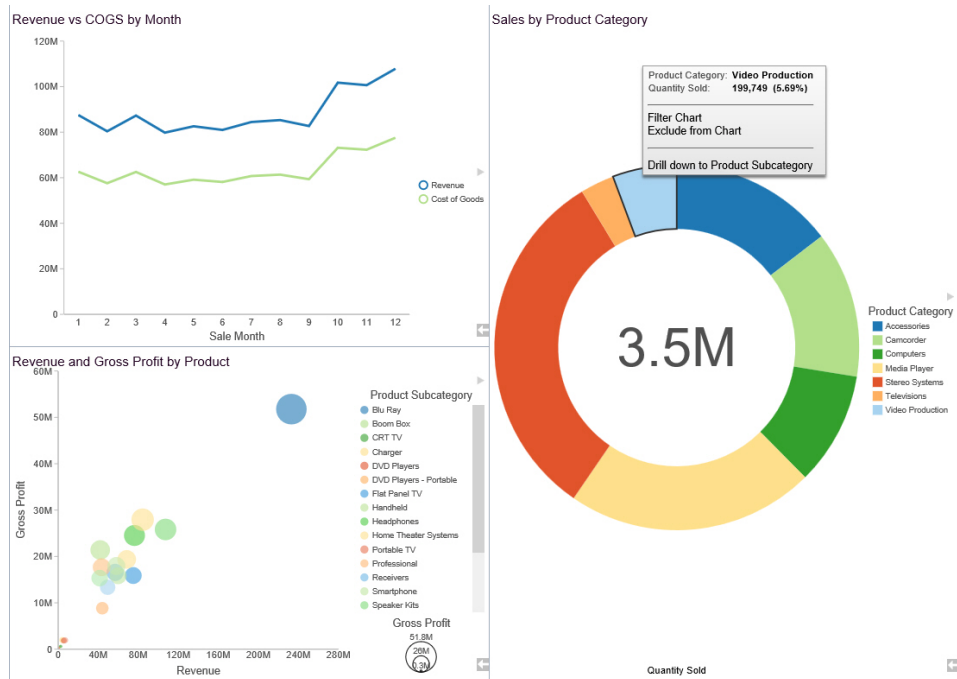 Revenue vs COGS by Month
120M
100M
80M
60M
40M
20M
0
1 2 3 4 5 6 7 8 9 10 11 12
Sale Month
Revenue
Cost of Goods
Revenue and Gross Profit by Product
60M
50M
40M
30M
20M
10M
0
Gross Profit
0 40M 80M 120M 160M 200M 240M 280M
Revenue
Product Subcategory
Blu Ray
Boom Box
CRT TV
Charger
DVD Players
DVD Players - Portable
Flat Panel TV
Handheld
Headphones
Home Theater Systems
Portable TV
Professional
Receivers
Smartphone
Speaker Kits
Gross Profit
51.8M
26M
0.3M
Sales by Product Category
Product Category: Video Production
Quantity Sold: 199,749 (5.69%)
Filter Chart
Exclude from Chart
Drill down to Product Subcategory
3.5M
Product Category
Accessories
Camcorder
Computers
Media Player
Stereo Systems
Televisions
Video Production
Quantity Sold